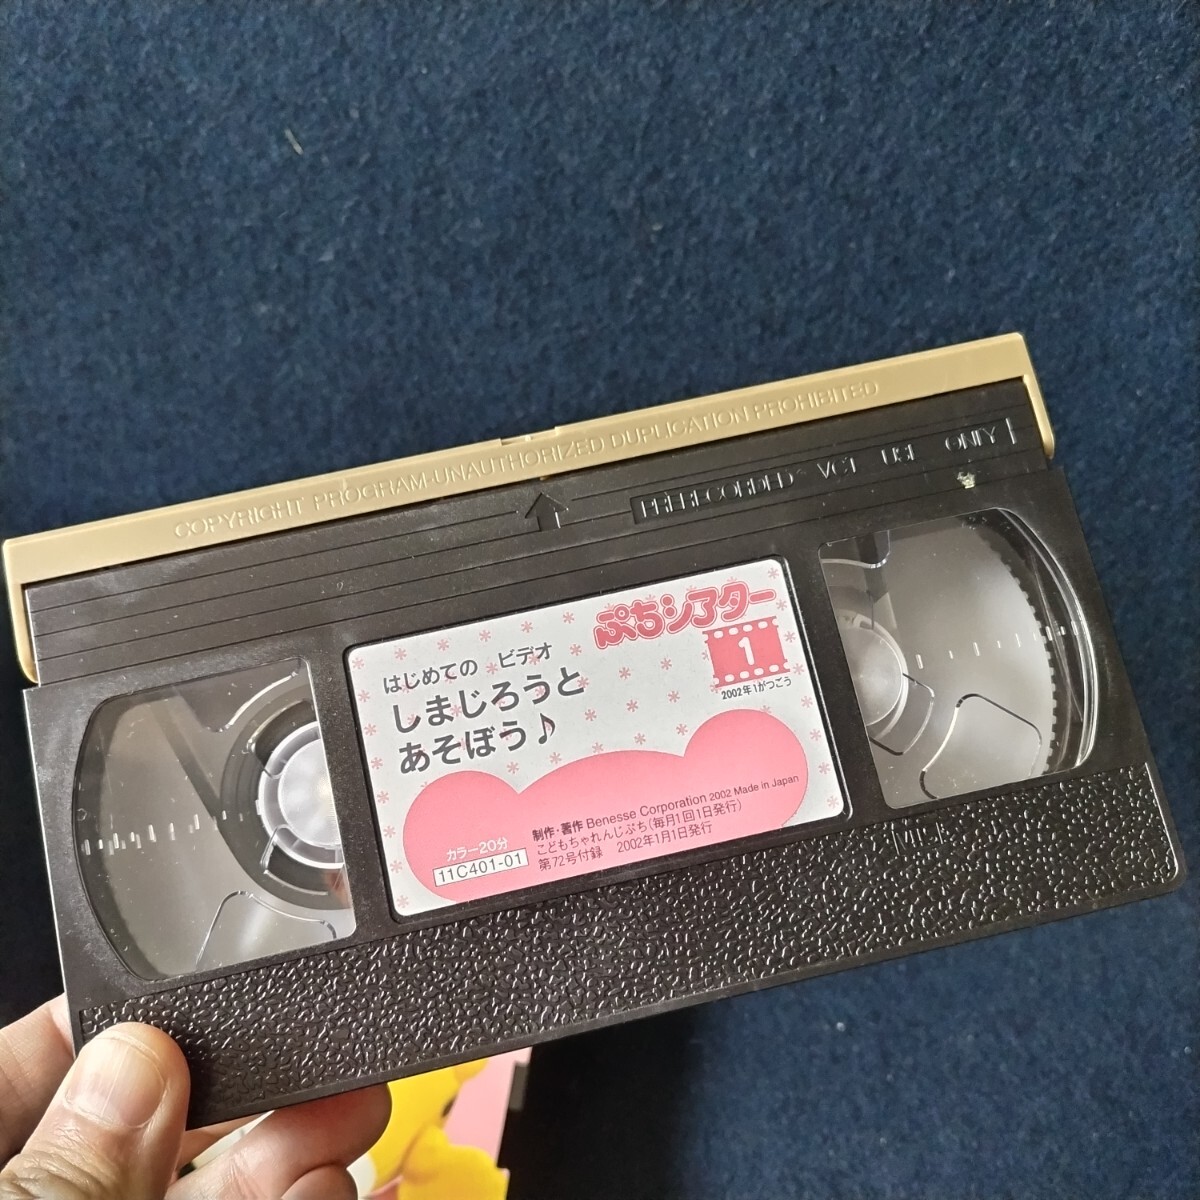 COPYRIGHT PROGRAM-UNAUTHORIZED DUPLICATION PROHIBITED
PRERECORDED VCT USE ONLY
ぷちシアター
1
2002年1がつごう
はじめての ビデオ
しまじろうと
あそぼう♪
カラー20分
11C401-01
制作・著作 Benesse Corporation 2002 Made in Japan
こどもちゃれんじぷち(毎月1回1日発行)
第72号付録 2002年1月1日発行